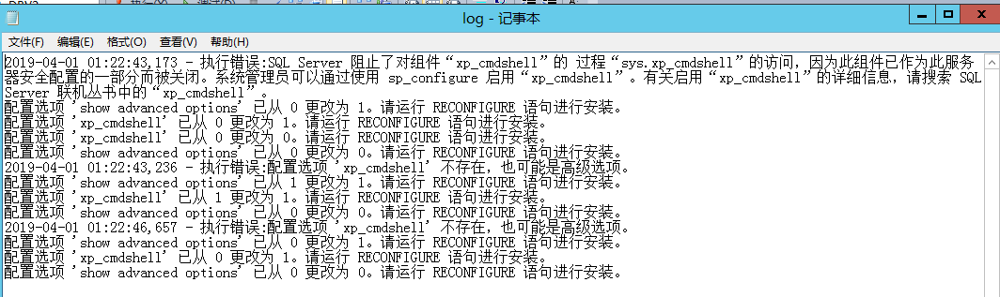 log - 记事本
文件(F) 编辑(E) 格式(O) 查看(V) 帮助(H)
2019-04-01 01:22:43,173 - 执行错误:SQL Server 阻止了对组件“xp_cmdshell”的 过程“sys.xp_cmdshell”的访问，因为此组件已作为此服务
器安全配置的一部分而被关闭。系统管理员可以通过使用 sp_configure 启用“xp_cmdshell”。有关启用“xp_cmdshell”的详细信息，请搜索 SQL
Server 联机丛书中的“xp_cmdshell”。
配置选项 'show advanced options' 已从 0 更改为 1。请运行 RECONFIGURE 语句进行安装。
配置选项 'xp_cmdshell' 已从 0 更改为 1。请运行 RECONFIGURE 语句进行安装。
配置选项 'show advanced options' 已从 0 更改为 0。请运行 RECONFIGURE 语句进行安装。
配置选项 'show advanced options' 已从 0 更改为 0。请运行 RECONFIGURE 语句进行安装。
2019-04-01 01:22:43,236 - 执行错误:配置选项 'xp_cmdshell' 不存在，也可能是高级选项。
配置选项 'show advanced options' 已从 1 更改为 1。请运行 RECONFIGURE 语句进行安装。
配置选项 'xp_cmdshell' 已从 1 更改为 1。请运行 RECONFIGURE 语句进行安装。
配置选项 'show advanced options' 已从 0 更改为 0。请运行 RECONFIGURE 语句进行安装。
2019-04-01 01:22:46,657 - 执行错误:配置选项 'xp_cmdshell' 不存在，也可能是高级选项。
配置选项 'show advanced options' 已从 0 更改为 1。请运行 RECONFIGURE 语句进行安装。
配置选项 'xp_cmdshell' 已从 0 更改为 1。请运行 RECONFIGURE 语句进行安装。
配置选项 'show advanced options' 已从 0 更改为 0。请运行 RECONFIGURE 语句进行安装。